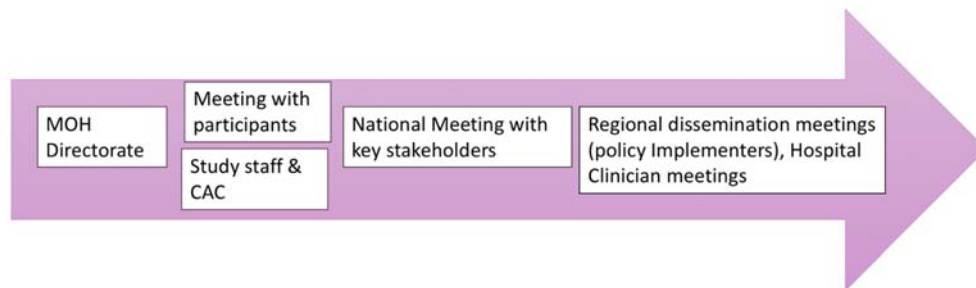 MOH
Directorate
Meeting with
participants
Study staff &
CAC
National Meeting with
key stakeholders
Regional dissemination meetings
(policy Implementers), Hospital
Clinician meetings